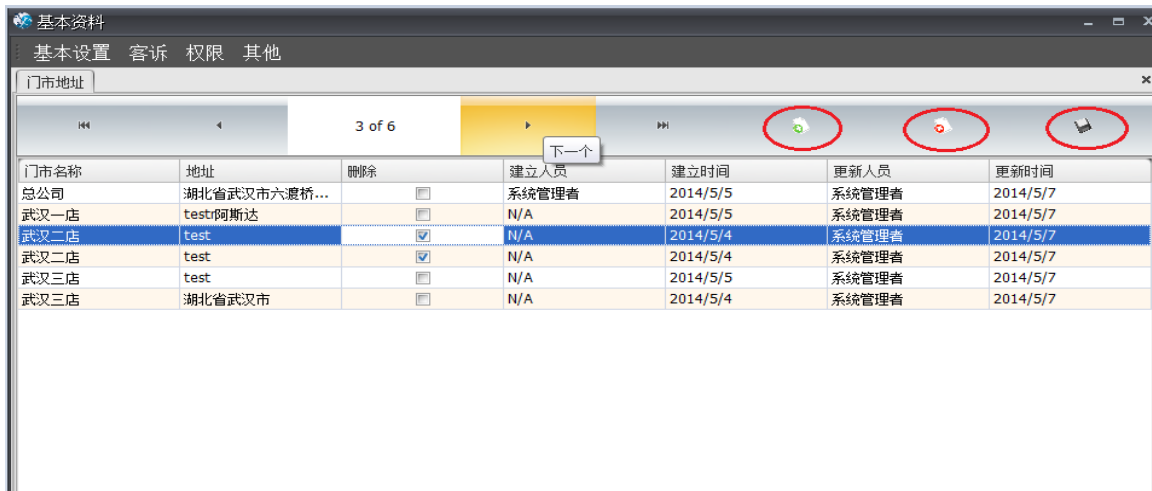 基本资料
基本设置 客诉 权限 其他
门市地址
3 of 6
下一个
门市名称 地址 删除 建立人员 建立时间 更新人员 更新时间
总公司 湖北省武汉市六渡桥... 系统管理者 2014/5/5 系统管理者 2014/5/7
武汉一店 testr阿斯达 N/A 2014/5/5 系统管理者 2014/5/7
武汉二店 test N/A 2014/5/4 系统管理者 2014/5/7
武汉二店 test N/A 2014/5/4 系统管理者 2014/5/7
武汉三店 test N/A 2014/5/5 系统管理者 2014/5/7
武汉三店 湖北省武汉市 N/A 2014/5/4 系统管理者 2014/5/7